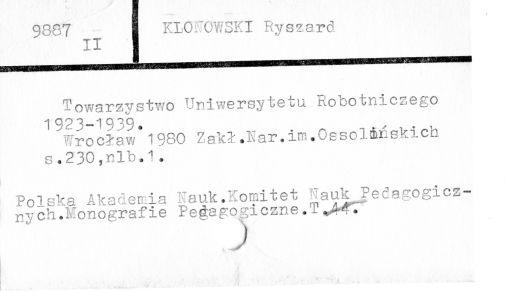 9887
II
KLONOWSKI Ryszard
Towarzystwo Uniwersytetu Robotniczego
1923-1939.
Wrocław 1980 Zakł.Nar.im.Ossolińskich
s.230,nlb.1.
Polska Akademia Nauk.Komitet Nauk Pedagogicz-
nych.Monografie Pedagogiczne.T.44.